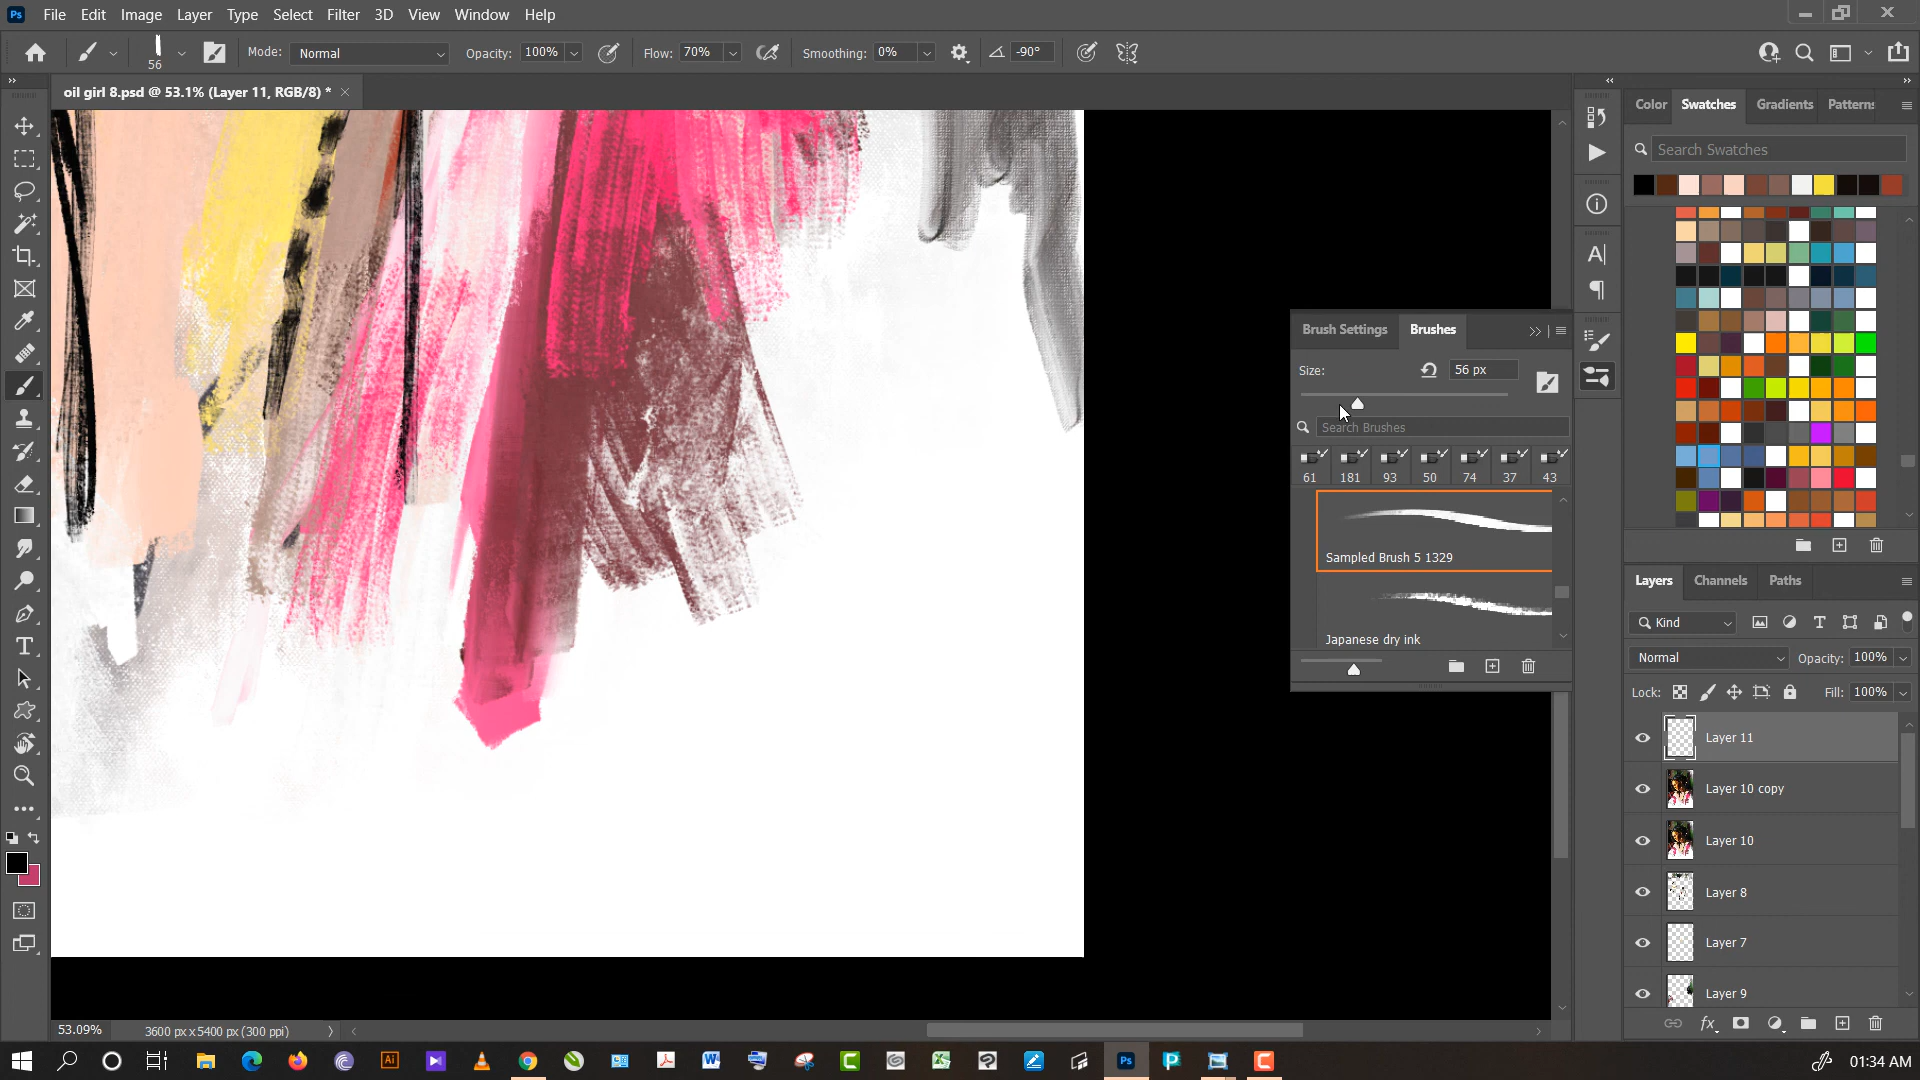 Ps File Edit Image Layer Type Select Filter 3D View Window Help
56 Mode: Normal Opacity: 100% Flow: 70% Smoothing: 0% -90°
oil girl 8.psd @ 53.1% (Layer 11, RGB/8) *
Color Swatches Gradients Patterns
Search Swatches
Brush Settings Brushes
Size: 56 px
Search Brushes
61 181 93 50 74 37 43
Sampled Brush 5 1329
Japanese dry ink
Layers Channels Paths
Kind
Normal Opacity: 100%
Lock: Fill: 100%
Layer 11
Layer 10 copy
Layer 10
Layer 8
Layer 7
Layer 9
53.09% 3600 px x 5400 px (300 ppi)
01:34 AM